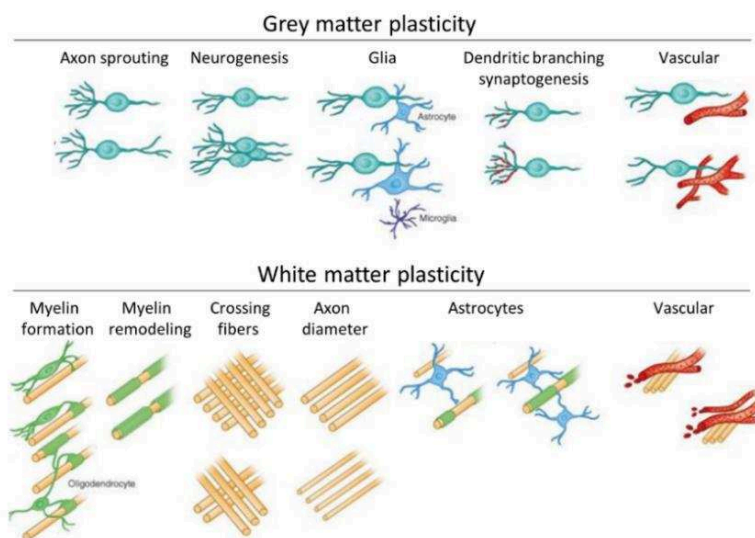 Grey matter plasticity
Axon sprouting Neurogenesis Glia Dendritic branching Vascular
synaptogenesis
Astrocyte
Microglia
White matter plasticity
Myelin Myelin Crossing Axon Astrocytes Vascular
formation remodeling fibers diameter
Oligodendrocyte